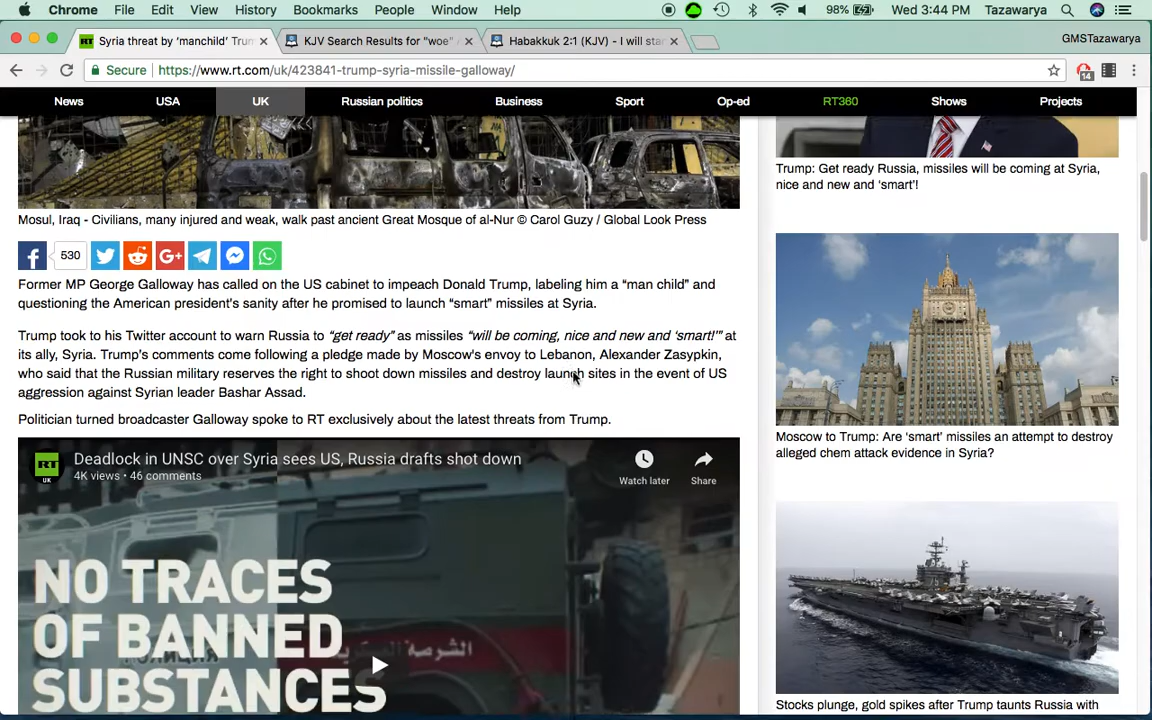 Chrome File Edit View History Bookmarks People Window Help 98% Wed 3:44 PM Tazawarya
Syria threat by 'manchild' Trum KJV Search Results for "woe" Habakkuk 2:1 (KJV) - I will star GMSTazawarya
Secure https://www.rt.com/uk/423841-trump-syria-missile-galloway/ 14
News USA UK Russian politics Business Sport Op-ed RT360 Shows Projects
Mosul, Iraq - Civilians, many injured and weak, walk past ancient Great Mosque of al-Nur © Carol Guzy / Global Look Press
530
Former MP George Galloway has called on the US cabinet to impeach Donald Trump, labeling him a “man child” and
questioning the American president's sanity after he promised to launch “smart” missiles at Syria.
Trump took to his Twitter account to warn Russia to “get ready” as missiles “will be coming, nice and new and ‘smart!’” at
its ally, Syria. Trump’s comments come following a pledge made by Moscow's envoy to Lebanon, Alexander Zasypkin,
who said that the Russian military reserves the right to shoot down missiles and destroy launch sites in the event of US
aggression against Syrian leader Bashar Assad.
Politician turned broadcaster Galloway spoke to RT exclusively about the latest threats from Trump.
RT UK
Deadlock in UNSC over Syria sees US, Russia drafts shot down
4K views • 46 comments
Watch later Share
NO TRACES
OF BANNED
SUBSTANCES
الشرطة العسكرية
Trump: Get ready Russia, missiles will be coming at Syria,
nice and new and ‘smart’!
Moscow to Trump: Are ‘smart’ missiles an attempt to destroy
alleged chem attack evidence in Syria?
Stocks plunge, gold spikes after Trump taunts Russia with